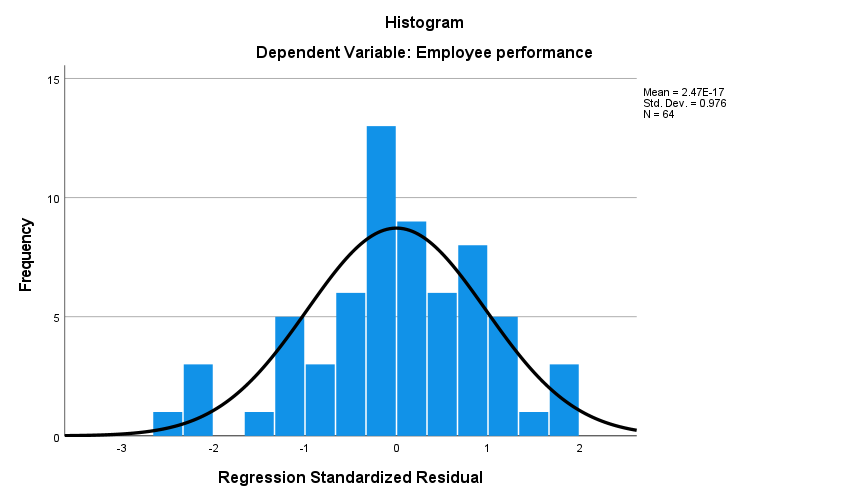 Histogram
Dependent Variable: Employee performance
Mean = 2.47E-17
Std. Dev. = 0.976
N = 64
Frequency
15
10
5
0
-3 -2 -1 0 1 2
Regression Standardized Residual